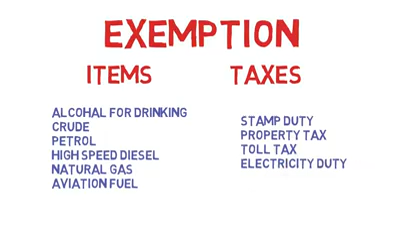 EXEMPTION
ITEMS
TAXES
ALCOHAL FOR DRINKING
CRUDE
PETROL
HIGH SPEED DIESEL
NATURAL GAS
AVIATION FUEL
STAMP DUTY
PROPERTY TAX
TOLL TAX
ELECTRICITY DUTY